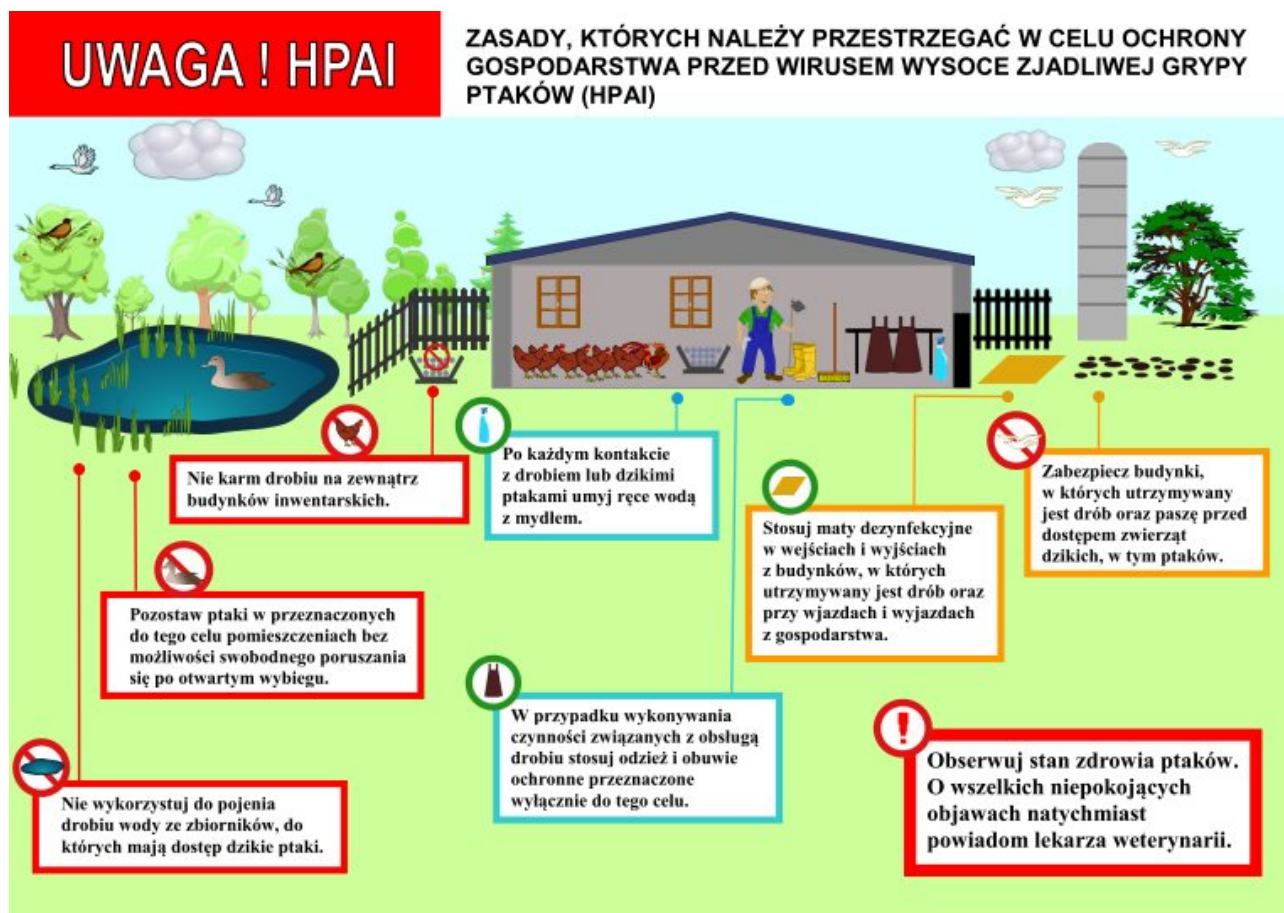 UWAGA ! HPAI
ZASADY, KTÓRYCH NALEŻY PRZESTRZEGAĆ W CELU OCHRONY
GOSPODARSTWA PRZED WIRUSEM WYSOCE ZJADLIWEJ GRYPY
PTAKÓW (HPAI)
Nie karm drobiu na zewnątrz
budynków inwentarskich.
Po każdym kontakcie
z drobiem lub dzikimi
ptakami umyj ręce wodą
z mydłem.
Stosuj maty dezynfekcyjne
w wejściach i wyjściach
z budynków, w których
utrzymywany jest drób oraz
przy wjazdach i wyjazdach
z gospodarstwa.
Zabezpiecz budynki,
w których utrzymywany
jest drób oraz paszę przed
dostępem zwierząt
dzikich, w tym ptaków.
Pozostaw ptaki w przeznaczonych
do tego celu pomieszczeniach bez
możliwości swobodnego poruszania
się po otwartym wybiegu.
W przypadku wykonywania
czynności związanych z obsługą
drobiu stosuj odzież i obuwie
ochronne przeznaczone
wyłącznie do tego celu.
Nie wykorzystuj do pojenia
drobiu wody ze zbiorników, do
których mają dostęp dzikie ptaki.
Obserwuj stan zdrowia ptaków.
O wszelkich niepokojących
objawach natychmiast
powiadom lekarza weterynarii.